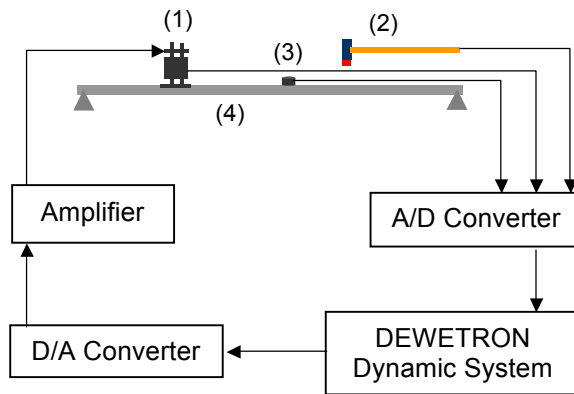 (1)
(2)
(3)
(4)
Amplifier
A/D Converter
D/A Converter
DEWETRON
Dynamic System